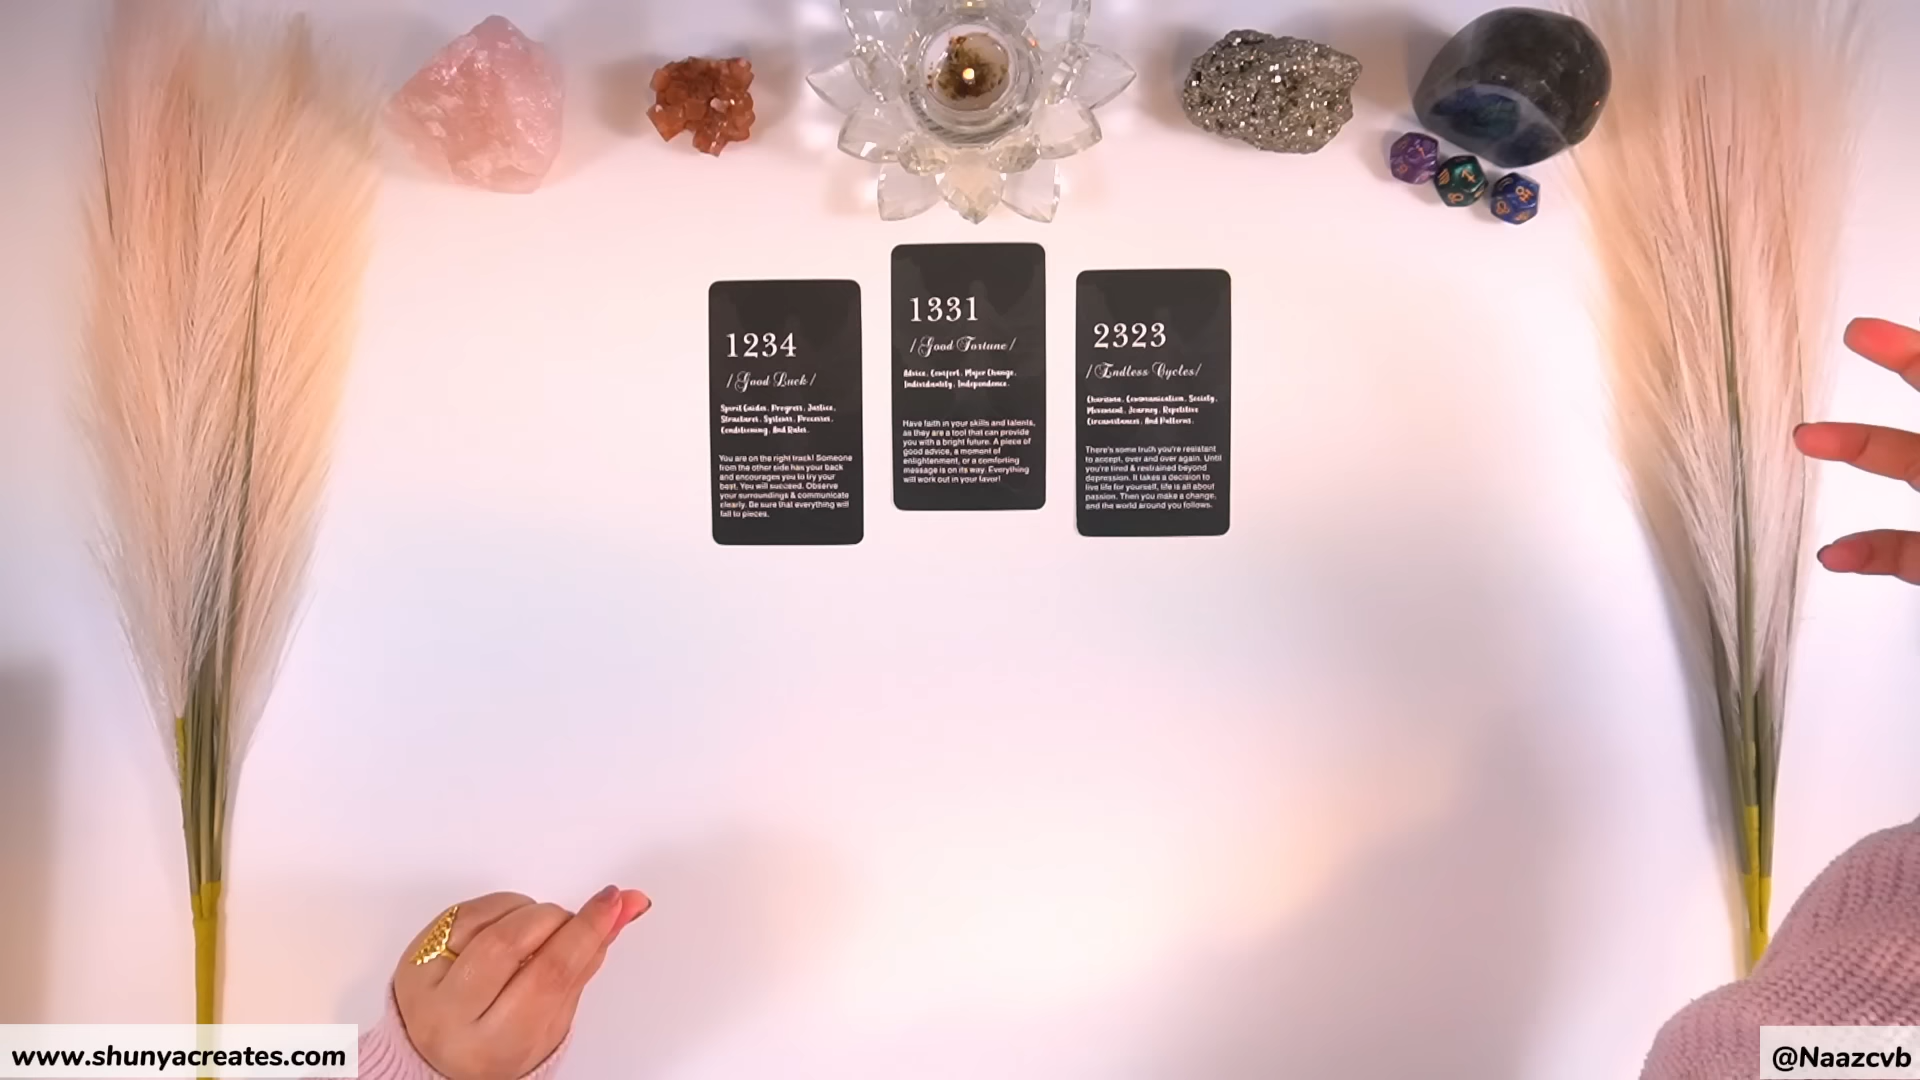 1234
/Good Luck/
Spirit Guides, Progress, Justice,
Structures, Systems, Processes,
Conditioning, And Rules.
You are on the right track! Someone
from the other side has your back
and encourages you to try your
best. You will succeed. Observe
your surroundings & communicate
clearly. Be sure that everything will
fall to pieces.
1331
/Good Fortune/
Advice, Comfort, Major Change,
Individuality, Independence.
Have faith in your skills and talents,
as they are a tool that can provide
you with a bright future. A piece of
good advice, a moment of
enlightenment, or a comforting
message is on its way. Everything
will work out in your favor!
2323
/Endless Cycles/
Charisma, Communication, Society,
Movement, Journey, Repetitive
Circumstances, And Patterns.
There's some truth you're resistant
to accept, over and over again. Until
you're tired & restrained beyond
depression. It takes a decision to
live life for yourself, life is all about
passion. Then you make a change,
and the world around you follows.
www.shunyacreates.com
@Naazcvb